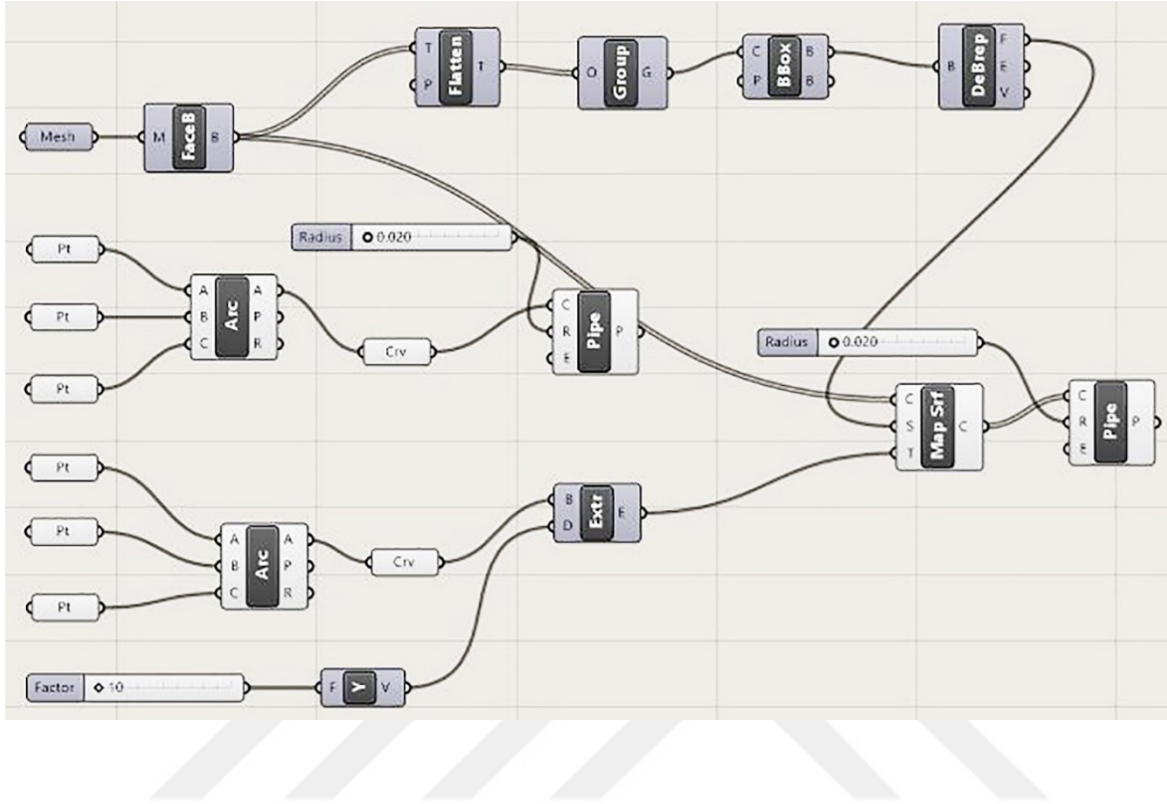 Mesh
M FaceB B
T P Flatten T
O Group G
C P BBox B B
B DeBrep F E V
Radius 0.020
Pt
Pt
Pt
A B C Arc A P R
Crv
C R E Pipe P
Radius 0.020
C S T Map Srf C
C R E Pipe P
Pt
Pt
Pt
A B C Arc A P R
Crv
B D Extr E
Factor 10
F Y V